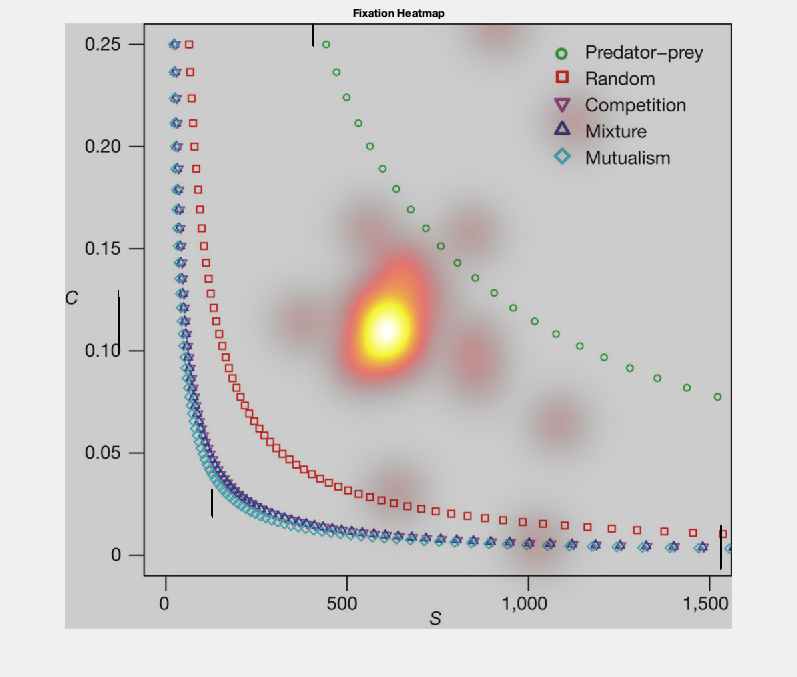 Fixation Heatmap
0.25
0.20
0.15
0.10
0.05
0
C
Predator–prey
Random
Competition
Mixture
Mutualism
0
500
1,000
1,500
S